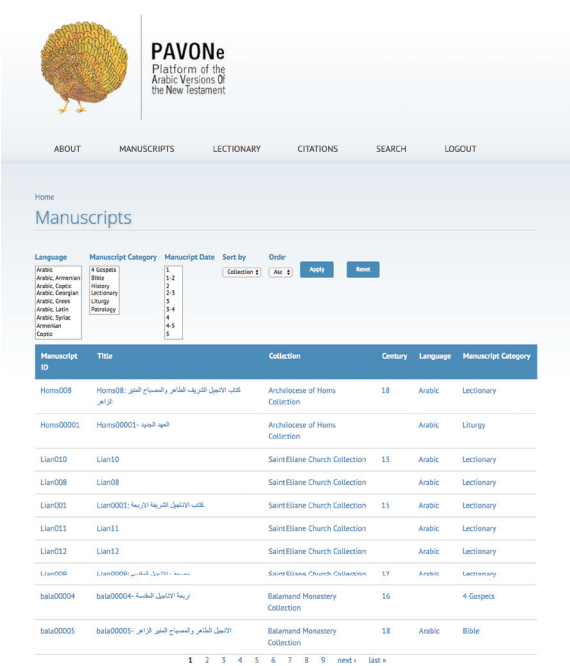 PAVONe
Platform of the
Arabic Versions Of
the New Testament
ABOUT MANUSCRIPTS LECTIONARY CITATIONS SEARCH LOGOUT
Home
Manuscripts
Language Manuscript Category Manucript Date Sort by Order
Arabic
Arabic, Armenian
Arabic, Coptic
Arabic, Georgian
Arabic, Greek
Arabic, Latin
Arabic, Syriac
Armenian
Coptic
4 Gospels
Bible
History
Lectionary
Liturgy
Patrology
1
1-2
2
2-3
3
3-4
4
4-5
5
Collection
Asc
Apply
Reset
Manuscript ID Title Collection Century Language Manuscript Category
Homs008 Homs08: كتاب الانجيل الشريف الطاهر والمصباح المنير الزاهر Archdiocese of Homs Collection 18 Arabic Lectionary
Homs00001 Homs00001- العهد الجديد Archdiocese of Homs Collection Arabic Liturgy
Lian010 Lian10 Saint Eliane Church Collection 15 Arabic Lectionary
Lian008 Lian08 Saint Eliane Church Collection Arabic Lectionary
Lian001 Lian0001: كتاب الاناجيل الشريفة الاربعة Saint Eliane Church Collection 15 Arabic Lectionary
Lian011 Lian11 Saint Eliane Church Collection Arabic Lectionary
Lian012 Lian12 Saint Eliane Church Collection Arabic Lectionary
Lian009 Lian0009: Saint Eliane Church Collection 17 Arabic Lectionary
bala00004 bala00004- اربعة الاناجيل المقدسة Balamand Monastery Collection 16 4 Gospels
bala00005 bala00005- الانجيل الطاهر والمصباح المنير الزاهر Balamand Monastery Collection 18 Arabic Bible
1 2 3 4 5 6 7 8 9 next › last »